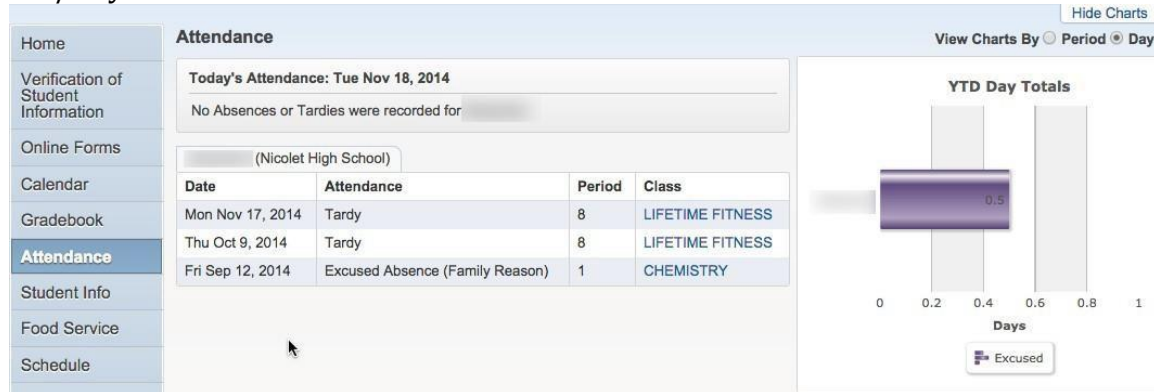 Hide Charts
Attendance
View Charts By Period Day
Home
Verification of
Student
Information
Online Forms
Calendar
Gradebook
Attendance
Student Info
Food Service
Schedule
Today's Attendance: Tue Nov 18, 2014
No Absences or Tardies were recorded for
(Nicolet High School)
Date Attendance Period Class
Mon Nov 17, 2014 Tardy 8 LIFETIME FITNESS
Thu Oct 9, 2014 Tardy 8 LIFETIME FITNESS
Fri Sep 12, 2014 Excused Absence (Family Reason) 1 CHEMISTRY
YTD Day Totals
0.5
0 0.2 0.4 0.6 0.8 1
Days
Excused